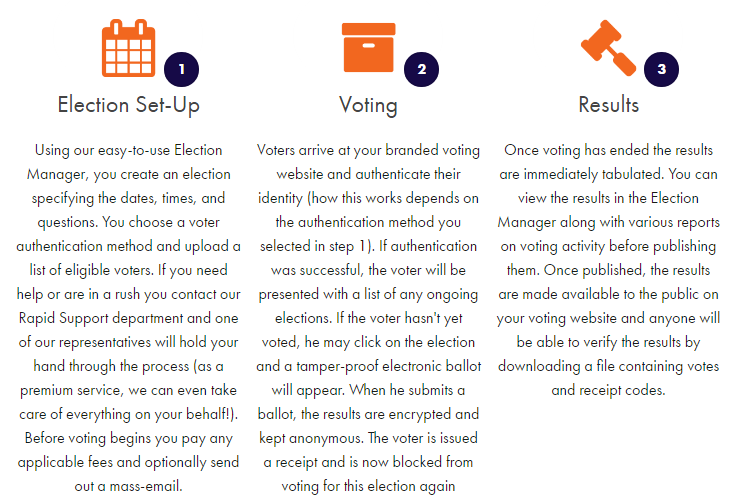 1
Election Set-Up
Using our easy-to-use Election
Manager, you create an election
specifying the dates, times, and
questions. You choose a voter
authentication method and upload a
list of eligible voters. If you need
help or are in a rush you contact our
Rapid Support department and one
of our representatives will hold your
hand through the process (as a
premium service, we can even take
care of everything on your behalf!).
Before voting begins you pay any
applicable fees and optionally send
out a mass-email.
2
Voting
Voters arrive at your branded voting
website and authenticate their
identity (how this works depends on
the authentication method you
selected in step 1). If authentication
was successful, the voter will be
presented with a list of any ongoing
elections. If the voter hasn't yet
voted, he may click on the election
and a tamper-proof electronic ballot
will appear. When he submits a
ballot, the results are encrypted and
kept anonymous. The voter is issued
a receipt and is now blocked from
voting for this election again
3
Results
Once voting has ended the results
are immediately tabulated. You can
view the results in the Election
Manager along with various reports
on voting activity before publishing
them. Once published, the results
are made available to the public on
your voting website and anyone will
be able to verify the results by
downloading a file containing votes
and receipt codes.